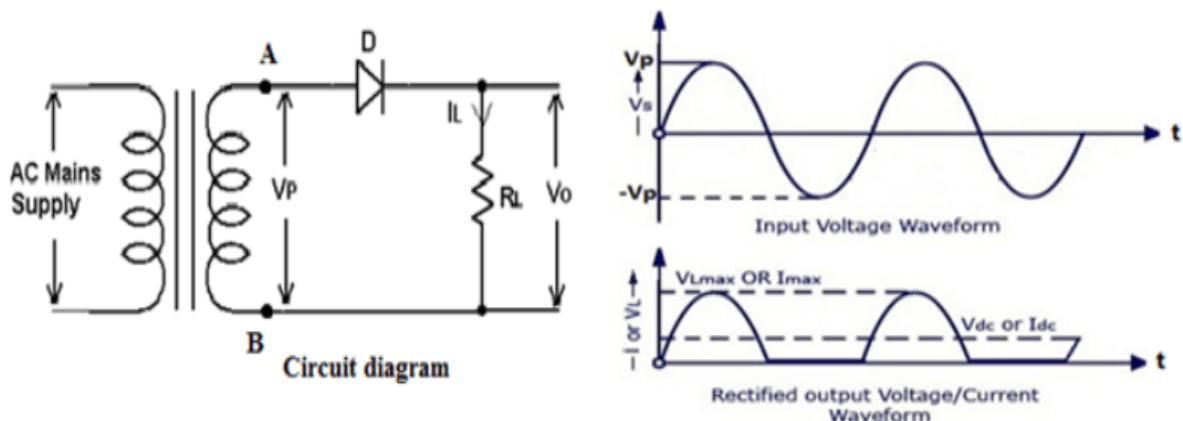 A
D
IL
AC Mains
Supply
VP
RL
Vo
B
Circuit diagram
Vp
Vs
t
-Vp
Input Voltage Waveform
VLmax OR Imax
i or VL
Vdc or Idc
t
Rectified output Voltage/Current
Waveform